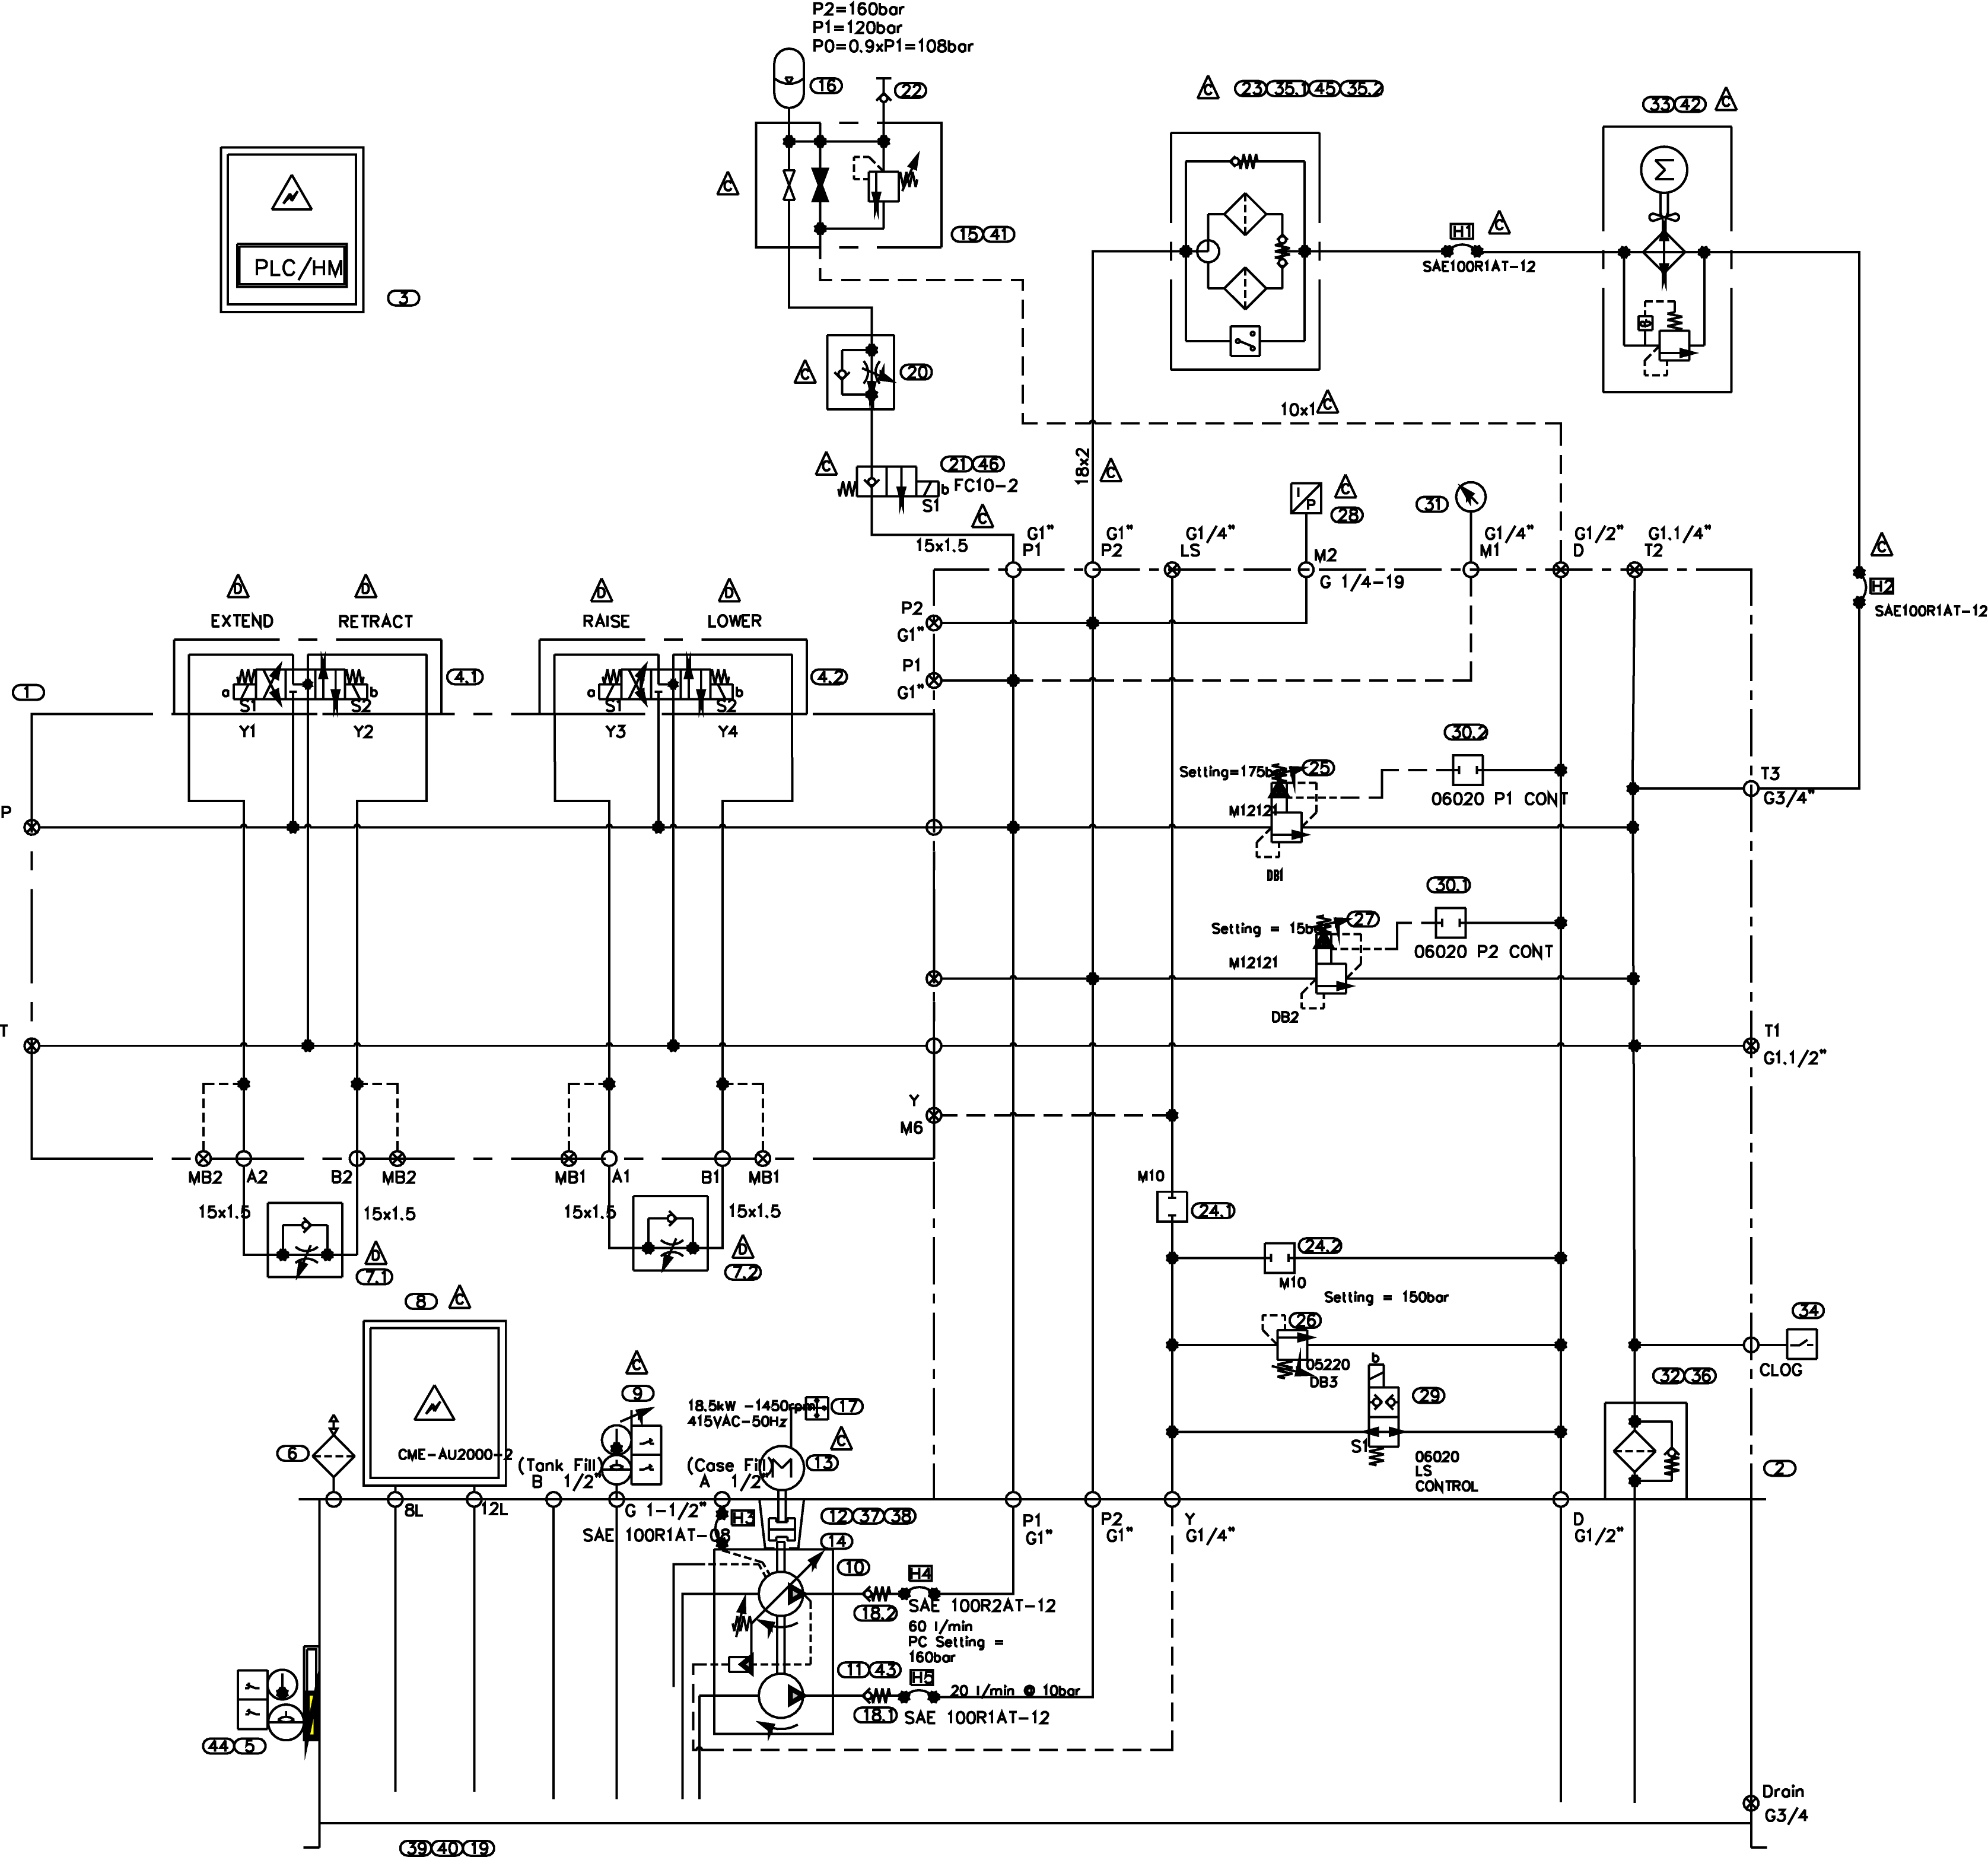 P2=160bar
P1=120bar
P0=0.9xP1=108bar
16
22
C
23 35.1 45 35.2
33 42
C
C
15 41
PLC/HM
3
H1
C
SAE100R1AT-12
C
20
10x1
C
C
21 46
FC10-2
b
S1
C
15x1.5
18x2
C
I
P
C
28
31
G1"
P1
G1"
P2
G1/4"
LS
M2
G 1/4-19
G1/4"
M1
G1/2"
D
G1.1/4"
T2
C
H2
SAE100R1AT-12
D
D
D
D
EXTEND
RETRACT
RAISE
LOWER
P2
G1"
P1
G1"
1
4.1
4.2
a
b
S1
S2
Y1
Y2
a
b
S1
S2
Y3
Y4
30.2
Setting=175bar
25
06020 P1 CONT
M12121
DB1
T3
G3/4"
P
30.1
Setting = 15bar
27
06020 P2 CONT
M12121
DB2
T
T1
G1.1/2"
Y
M6
MB2
A2
B2
MB2
MB1
A1
B1
MB1
15x1.5
15x1.5
15x1.5
15x1.5
D
7.1
D
7.2
M10
24.1
24.2
M10
Setting = 150bar
26
05220
DB3
34
CLOG
b
29
S1
06020
LS
CONTROL
32 36
2
8
C
C
9
18.5kW -1450rpm
415VAC-50Hz
17
C
M
13
6
CME-AU2000-2
(Tank Fill)
B 1/2"
(Case Fill)
A 1/2"
8L
12L
G 1-1/2"
SAE 100R1AT-08
H3
12 37 38
14
10
P1
G1"
P2
G1"
Y
G1/4"
D
G1/2"
H4
18.2
SAE 100R2AT-12
60 l/min
PC Setting =
160bar
11 43
H5
20 l/min @ 10bar
18.1
SAE 100R1AT-12
44 5
Drain
G3/4
39 40 19